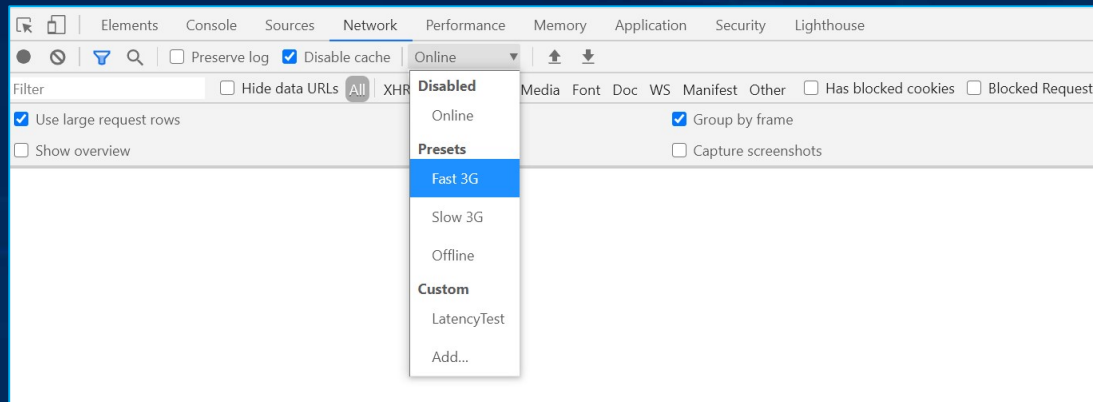 Elements Console Sources Network Performance Memory Application Security Lighthouse
Preserve log Disable cache Online
Filter Hide data URLs All XHR Media Font Doc WS Manifest Other Has blocked cookies Blocked Request
Disabled
Online
Use large request rows Group by frame
Presets
Show overview Capture screenshots
Fast 3G
Slow 3G
Offline
Custom
LatencyTest
Add...